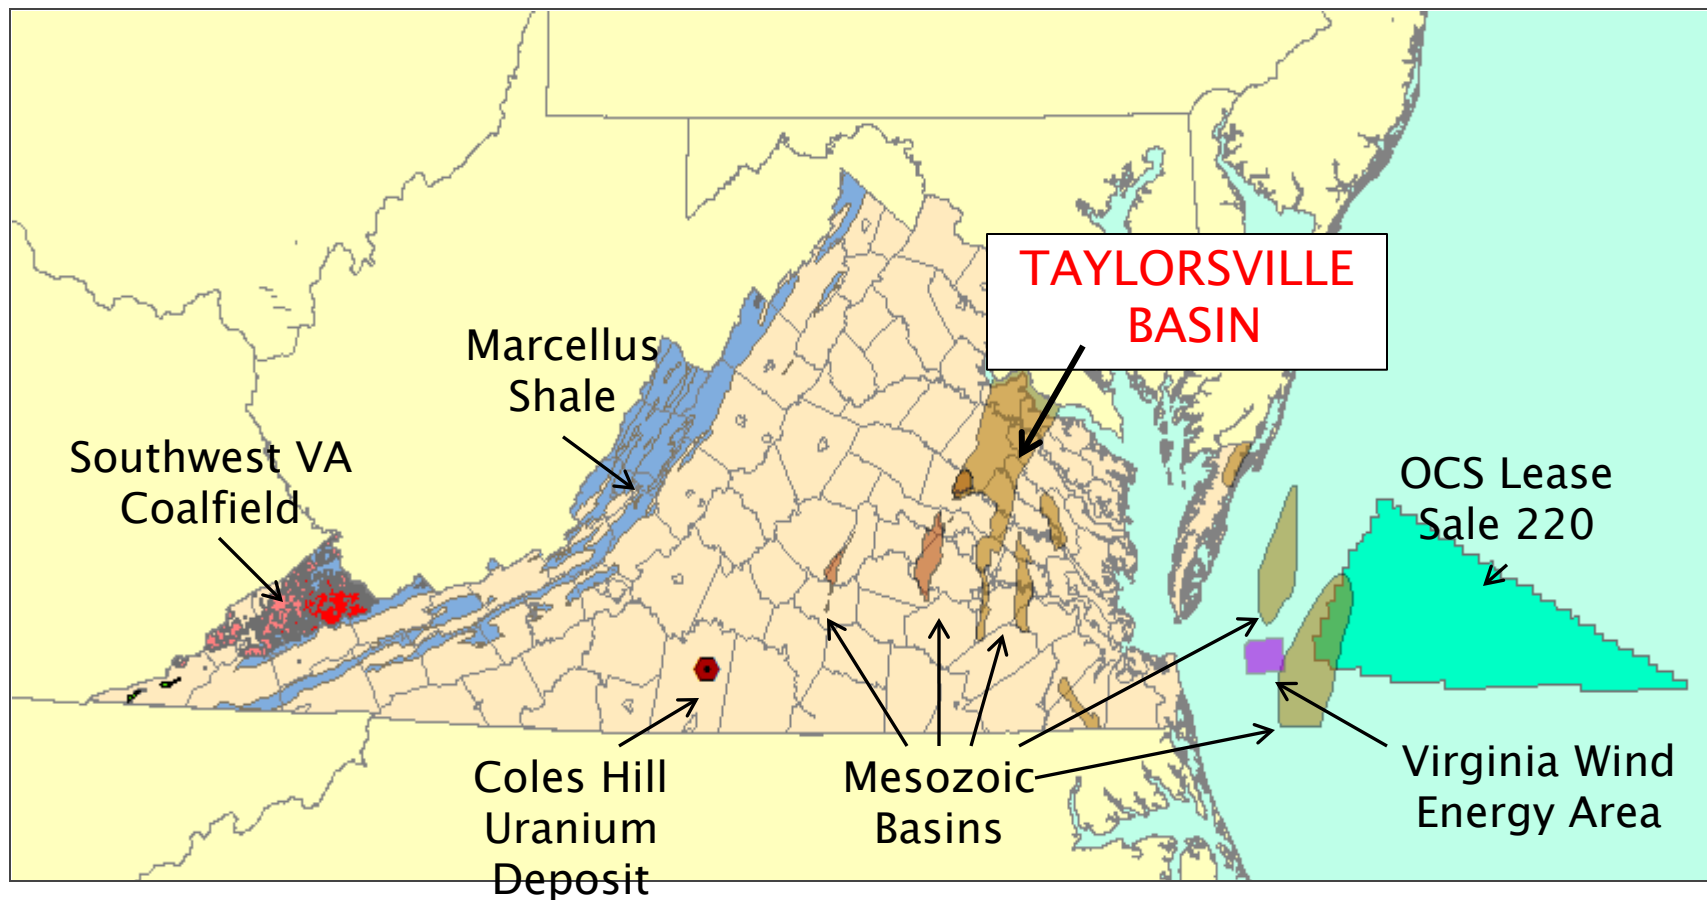 TAYLORSVILLE
BASIN
Marcellus
Shale
Southwest VA
Coalfield
OCS Lease
Sale 220
Coles Hill
Uranium
Deposit
Mesozoic
Basins
Virginia Wind
Energy Area